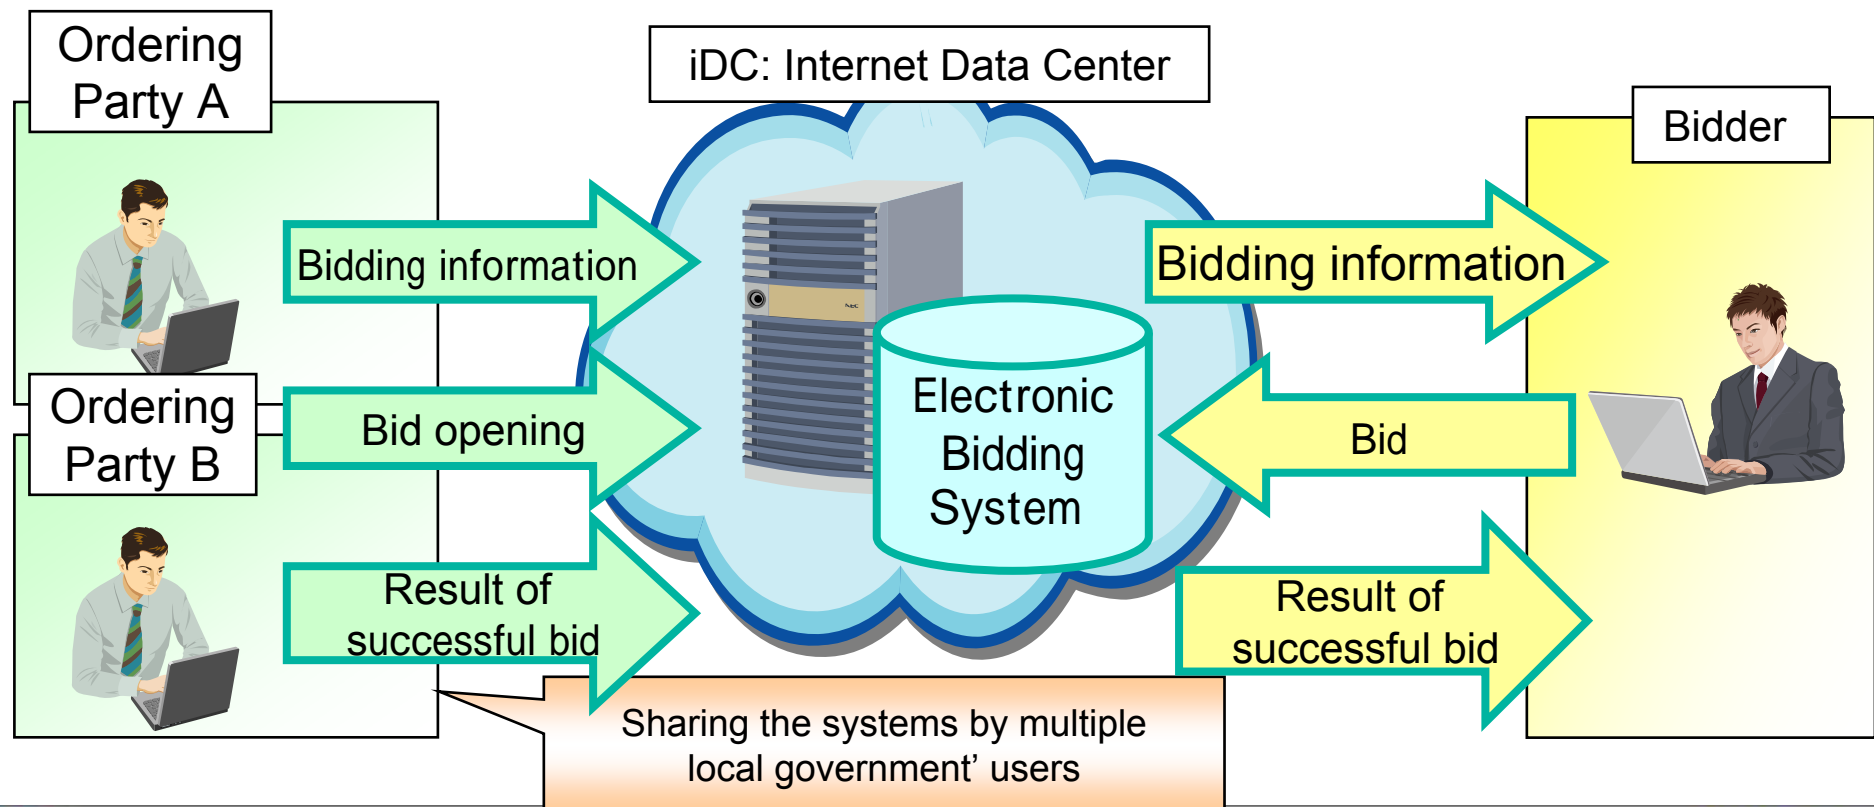 Ordering
Party A
iDC: Internet Data Center
Bidder
Bidding information
Bidding information
NEC
Ordering
Party B
Bid opening
Electronic
Bidding
System
Bid
Result of
successful bid
Result of
successful bid
Sharing the systems by multiple
local government’ users